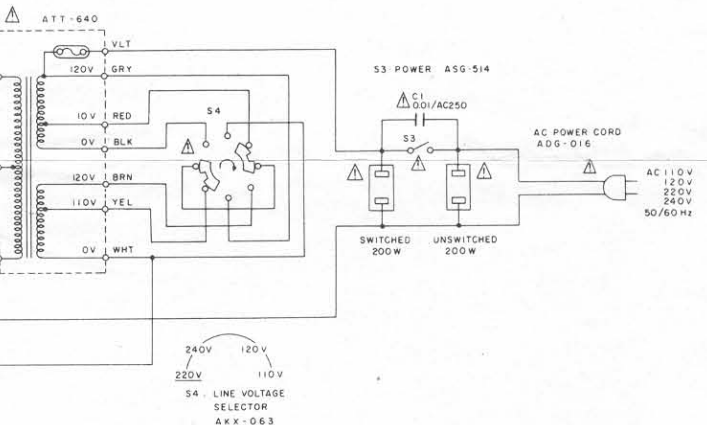 ATT-640
VLT
120V GRY
10V RED
0V BLK
120V BRN
110V YEL
0V WHT
S4
S3 POWER ASG-514
C1
0.01/AC250
S3
SWITCHED
200W
UNSWITCHED
200W
AC POWER CORD
ADG-016
AC 110V
120V
220V
240V
50/60 Hz
240V 120V
220V 110V
S4 . LINE VOLTAGE
SELECTOR
AKX-063